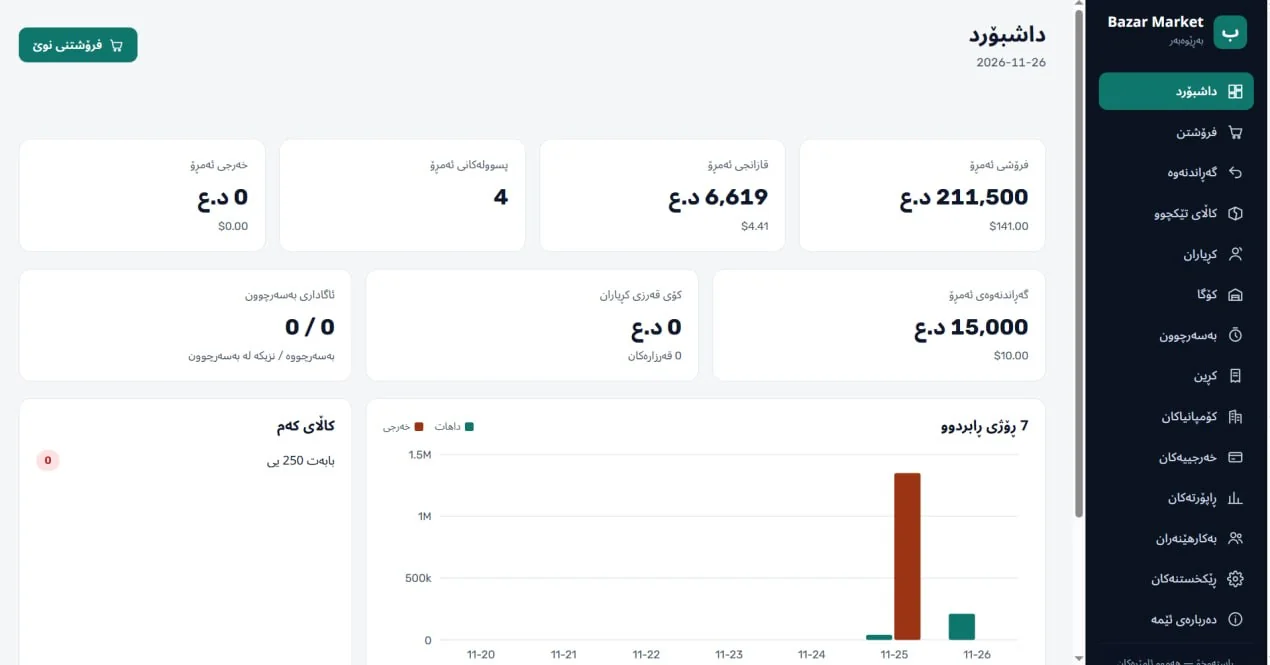 Bazar Market
بەڕێوەبەر
داشبۆرد
فرۆشتن
گەڕاندنەوە
کاڵای تێکچوو
کڕیاران
کۆگا
بەسەرچوون
کڕین
کۆمپانیاکان
خەرجییەکان
ڕاپۆرتەکان
بەکارهێنەران
ڕێکخستنەکان
دەربارەی ئێمە
داشبۆرد
2026-11-26
فرۆشتنی نوێ
فرۆشی ئەمڕۆ
211,500 د.ع
$141.00
قازانجی ئەمڕۆ
6,619 د.ع
$4.41
پسوولەکانی ئەمڕۆ
4
خەرجی ئەمڕۆ
0 د.ع
$0.00
گەڕاندنەوەی ئەمڕۆ
15,000 د.ع
$10.00
کۆی قەرزی کڕیاران
0 د.ع
0 قەرزارەکان
ئاگاداری بەسەرچوون
0 / 0
بەسەرچووە / نزیکە لە بەسەرچوون
7 ڕۆژی ڕابردوو
داهات
خەرجی
1.5M
1M
500k
0
11-20
11-21
11-22
11-23
11-24
11-25
11-26
کاڵای کەم
بابەت 250 یی
0